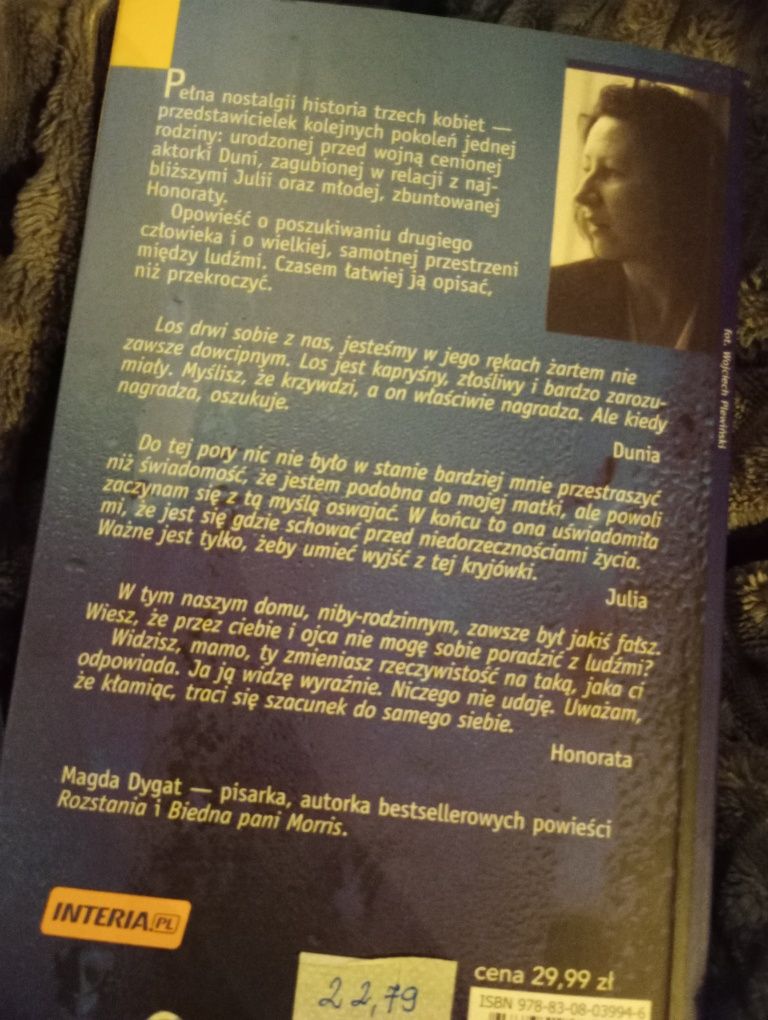 Pełna nostalgii historia trzech kobiet —
przedstawicielek kolejnych pokoleń jednej
rodziny: urodzonej przed wojną cenionej
aktorki Duni, zagubionej w relacji z naj-
bliższymi Julii oraz młodej, zbuntowanej
Honoraty.
Opowieść o poszukiwaniu drugiego
człowieka i o wielkiej, samotnej przestrzeni
między ludźmi. Czasem łatwiej ją opisać,
niż przekroczyć.
fot. Wojciech Plewiński
Los drwi sobie z nas, jesteśmy w jego rękach żartem nie
zawsze dowcipnym. Los jest kapryśny, złośliwy i bardzo zarozu-
miały. Myślisz, że krzywdzi, a on właściwie nagradza. Ale kiedy
nagradza, oszukuje.
Dunia
Do tej pory nic nie było w stanie bardziej mnie przestraszyć
niż świadomość, że jestem podobna do mojej matki, ale powoli
zaczynam się z tą myślą oswajać. W końcu to ona uświadomiła
mi, że jest się gdzie schować przed niedorzecznościami życia.
Ważne jest tylko, żeby umieć wyjść z tej kryjówki.
Julia
W tym naszym domu, niby-rodzinnym, zawsze był jakiś fałsz.
Wiesz, że przez ciebie i ojca nie mogę sobie poradzić z ludźmi?
Widzisz, mamo, ty zmieniasz rzeczywistość na taką, jaka ci
odpowiada. Ja ją widzę wyraźnie. Niczego nie udaję. Uważam,
że kłamiąc, traci się szacunek do samego siebie.
Honorata
Magda Dygat — pisarka, autorka bestsellerowych powieści
Rozstania i Biedna pani Morris.
INTERIA.PL
22,79
cena 29,99 zł
ISBN 978-83-08-03994-6